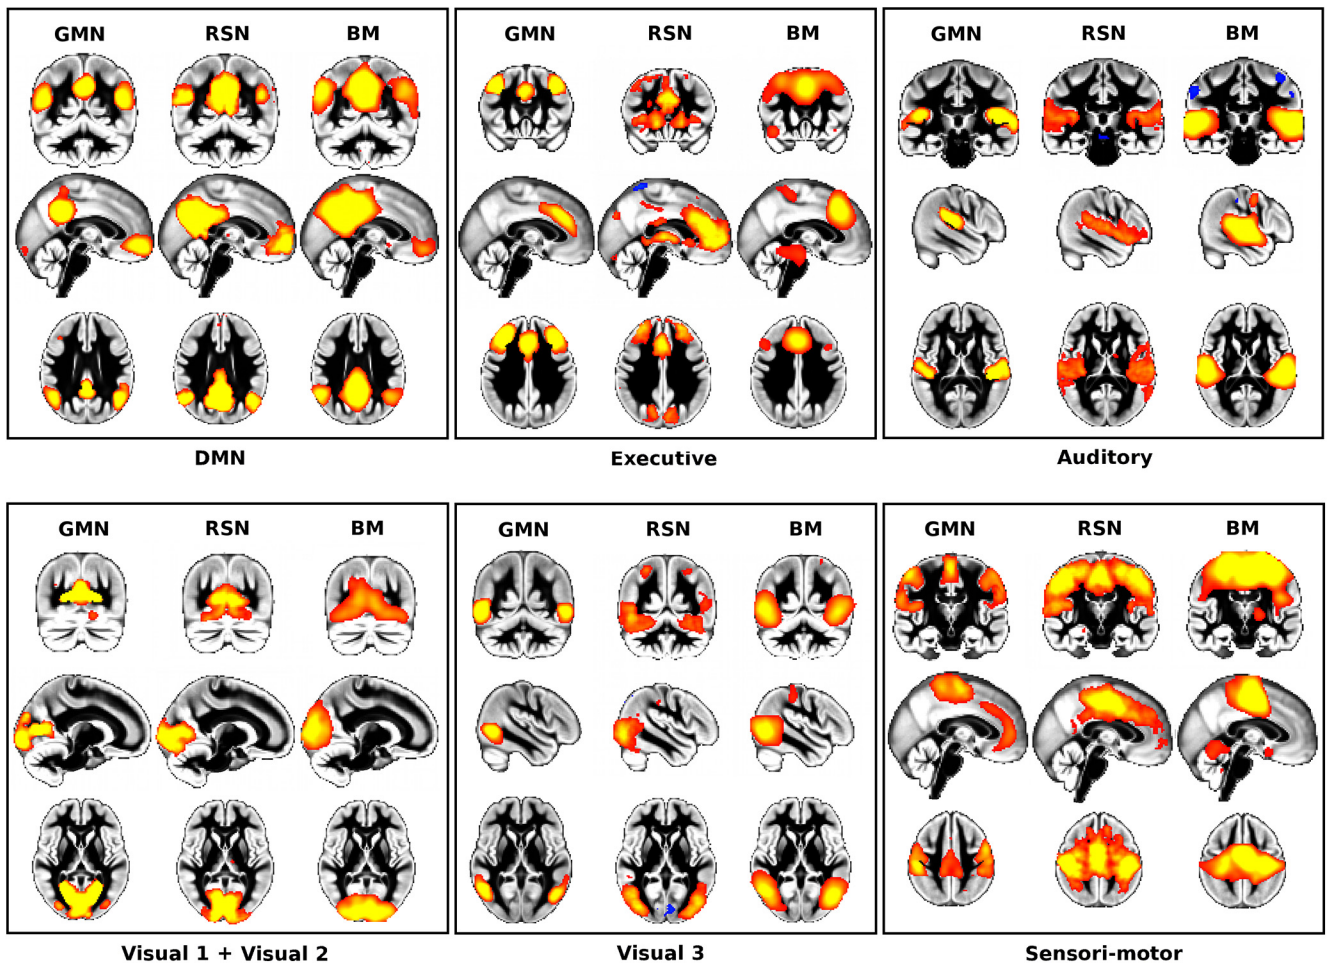 GMN RSN BM
GMN RSN BM
GMN RSN BM
DMN
Executive
Auditory
GMN RSN BM
GMN RSN BM
GMN RSN BM
Visual 1 + Visual 2
Visual 3
Sensori-motor